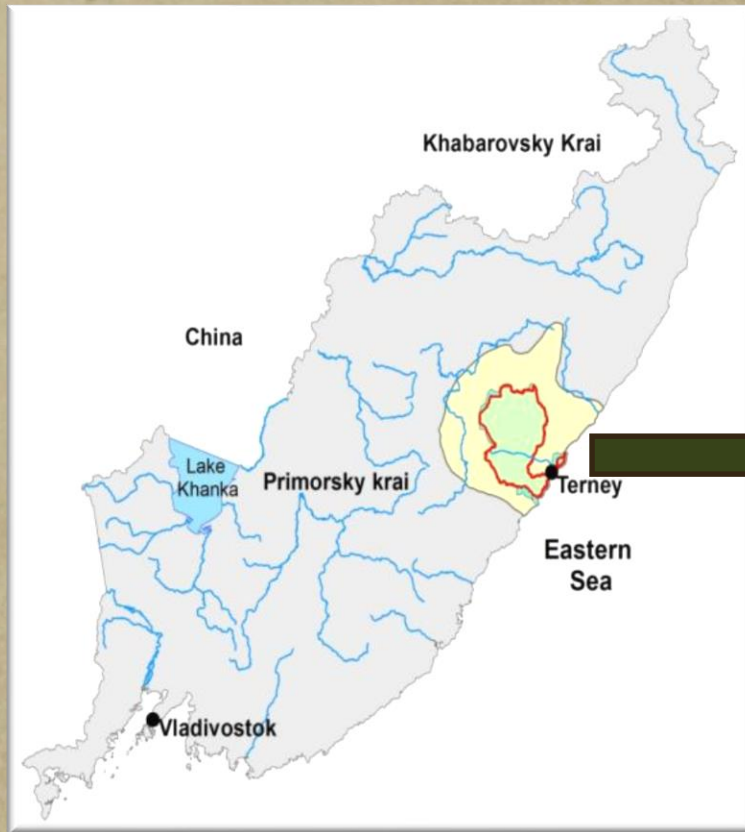 Khabarovsky Krai
China
Lake
Khanka
Primorsky krai
Terney
Eastern
Sea
Vladivostok